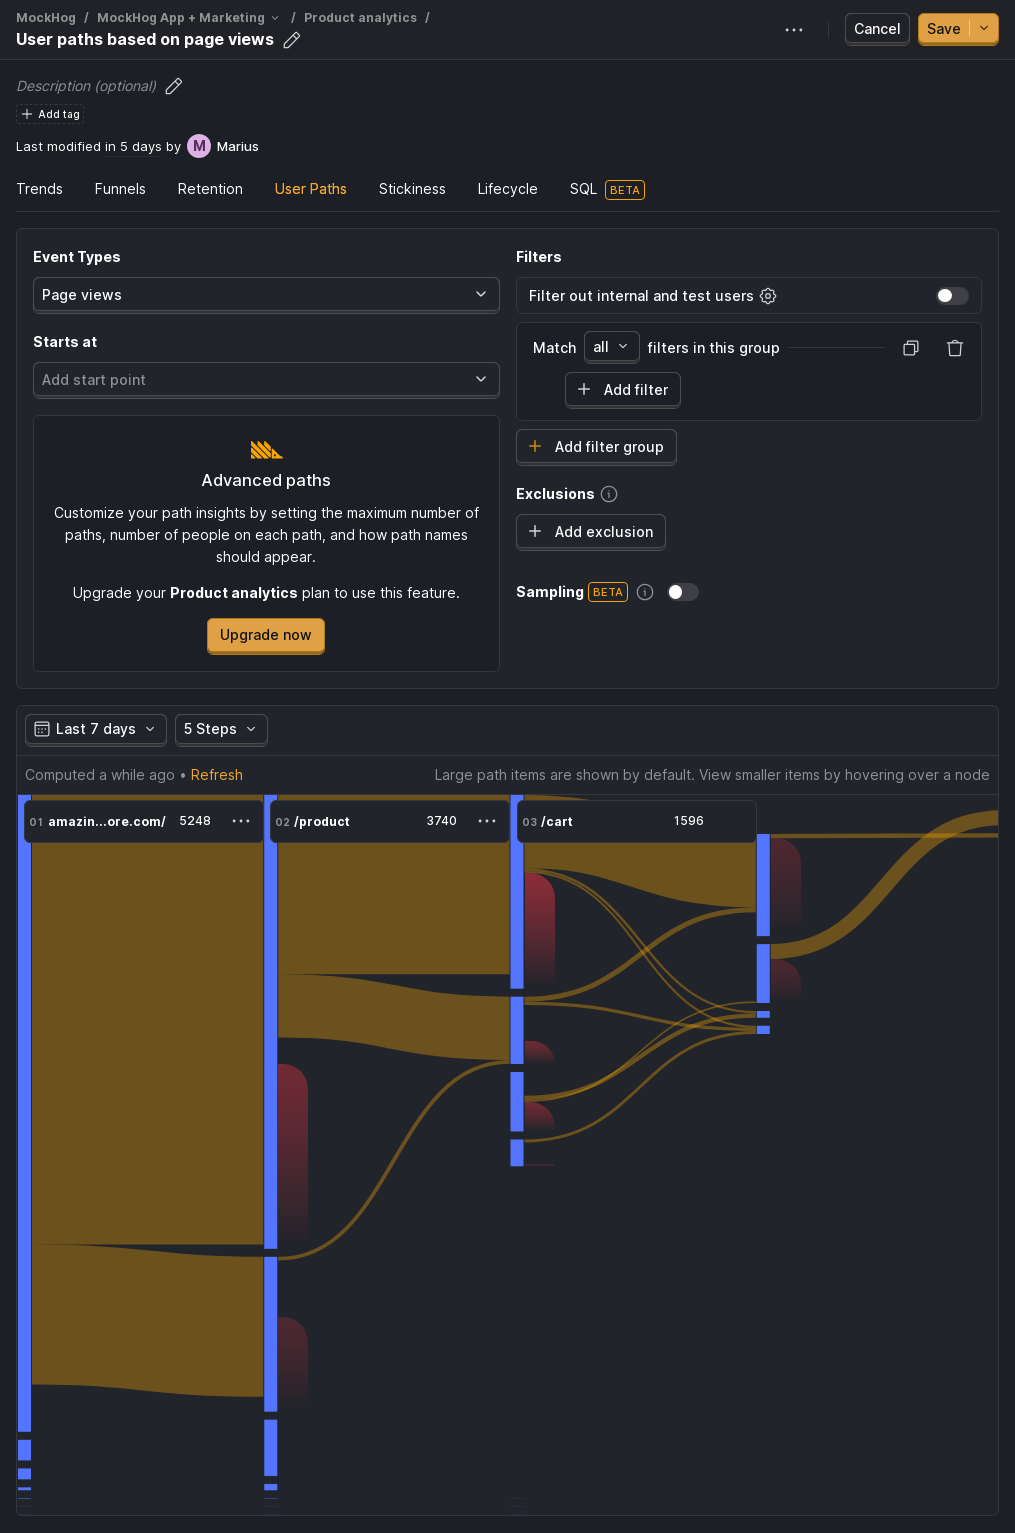 MockHog / MockHog App + Marketing / Product analytics /
User paths based on page views
Cancel
Save
Description (optional)
Add tag
Last modified in 5 days by M Marius
Trends Funnels Retention User Paths Stickiness Lifecycle SQL BETA
Event Types
Page views
Starts at
Add start point
Advanced paths
Customize your path insights by setting the maximum number of
paths, number of people on each path, and how path names
should appear.
Upgrade your Product analytics plan to use this feature.
Upgrade now
Filters
Filter out internal and test users
Match all filters in this group
Add filter
Add filter group
Exclusions
Add exclusion
Sampling BETA
Last 7 days 5 Steps
Computed a while ago • Refresh
Large path items are shown by default. View smaller items by hovering over a node
01 amazin...ore.com/ 5248
02 /product 3740
03 /cart 1596